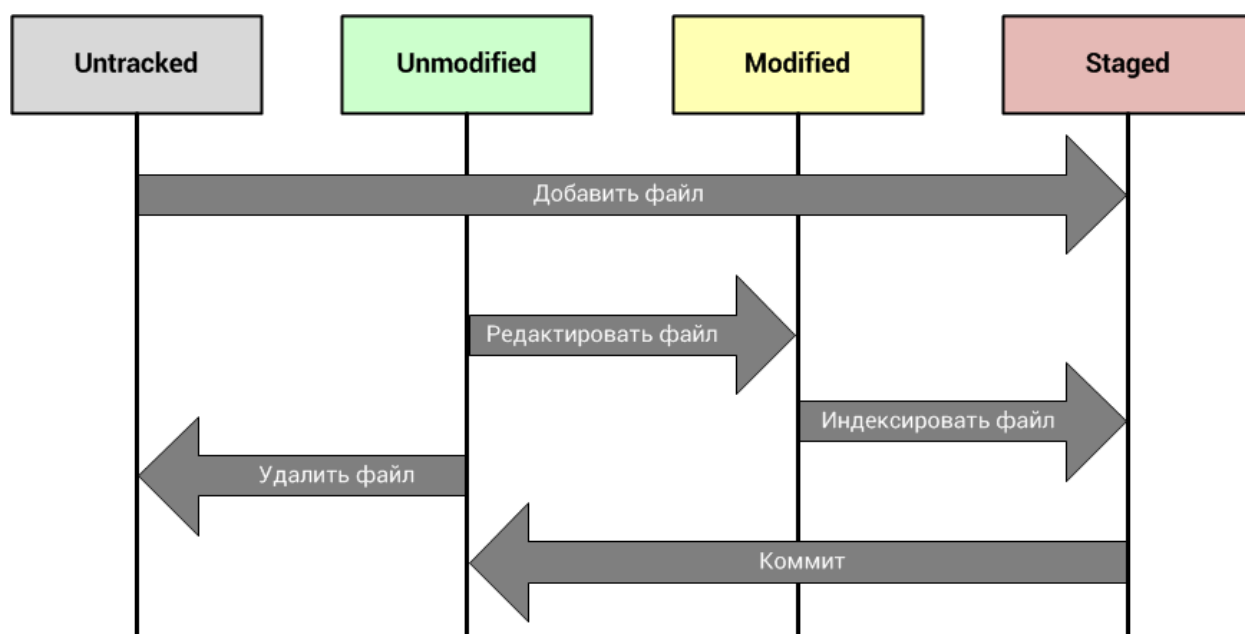 Untracked
Unmodified
Modified
Staged
Добавить файл
Редактировать файл
Индексировать файл
Удалить файл
Коммит